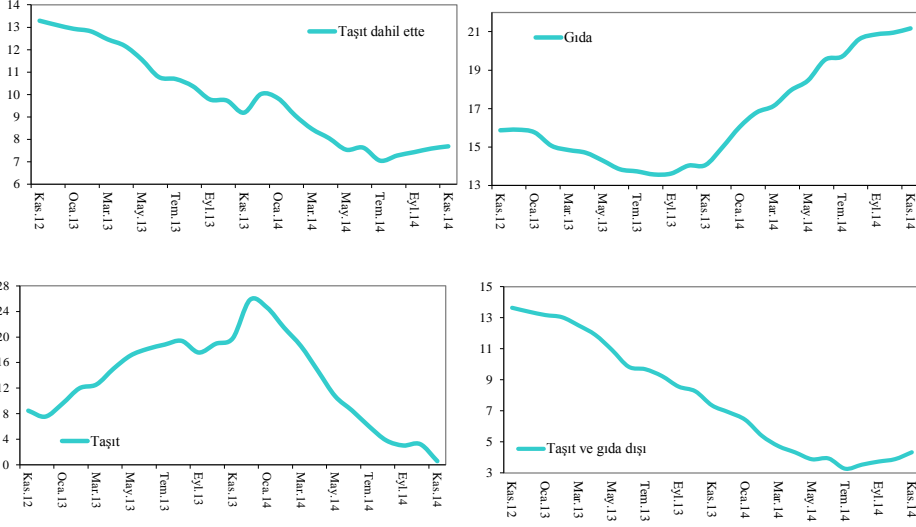 14
13
12
11
10
9
8
7
6
Taşıt dahil ette
Kas.12
Oca.13
Mar.13
May.13
Tem.13
Eyl.13
Kas.13
Oca.14
Mar.14
May.14
Tem.14
Eyl.14
Kas.14
21
19
17
15
13
Gıda
Kas.12
Oca.13
Mar.13
May.13
Tem.13
Eyl.13
Kas.13
Oca.14
Mar.14
May.14
Tem.14
Eyl.14
Kas.14
28
24
20
16
12
8
4
0
Taşıt
Kas.12
Oca.13
Mar.13
May.13
Tem.13
Eyl.13
Kas.13
Oca.14
Mar.14
May.14
Tem.14
Eyl.14
Kas.14
15
13
11
9
7
5
3
Taşıt ve gıda dışı
Kas.12
Oca.13
Mar.13
May.13
Tem.13
Eyl.13
Kas.13
Oca.14
Mar.14
May.14
Tem.14
Eyl.14
Kas.14